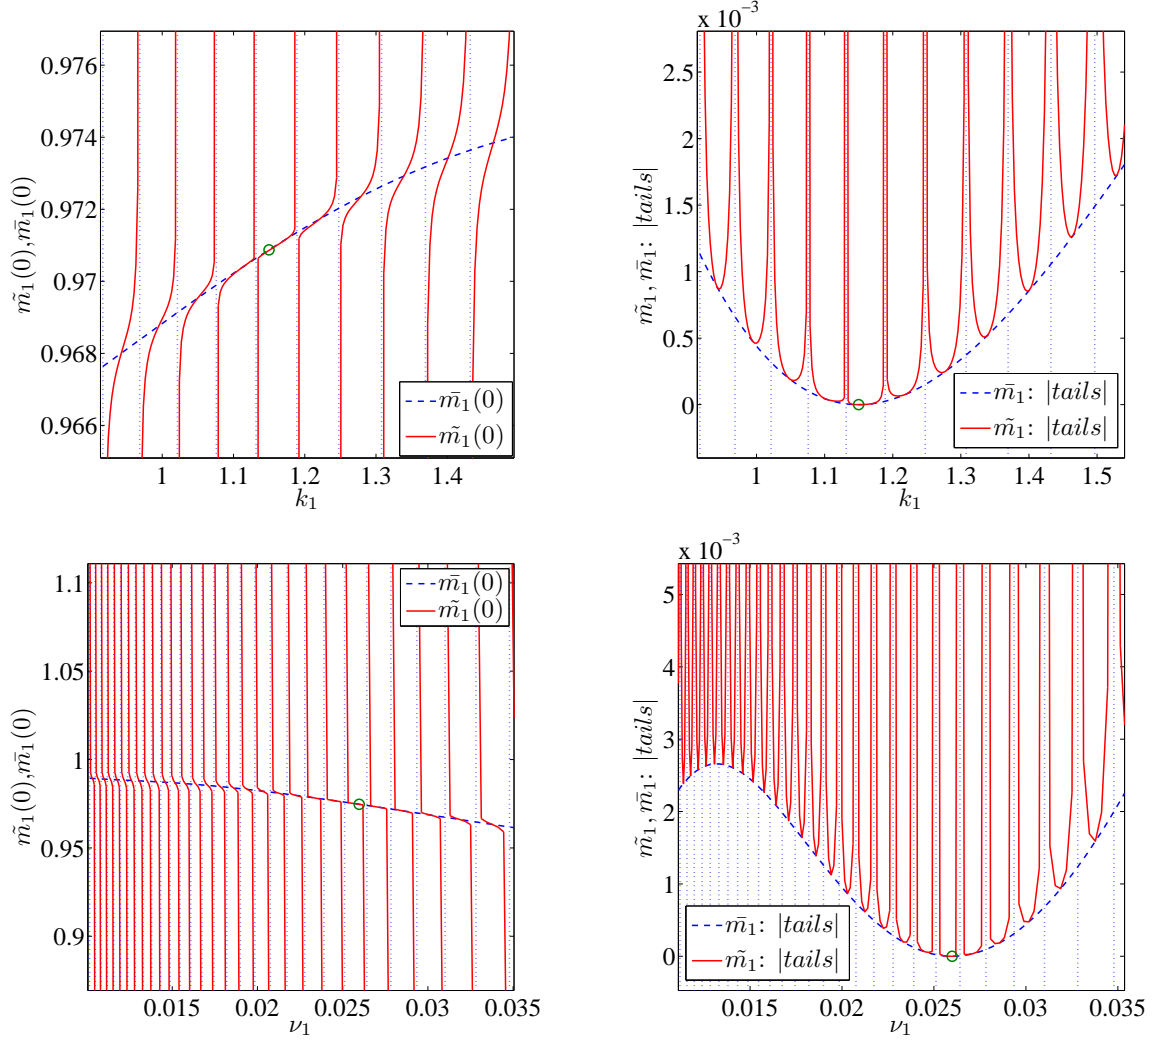 0.976
0.974
0.972
0.97
0.968
0.966
m̃₁(0), m̄₁(0)
m̄₁(0)
m̃₁(0)
1
1.1
1.2
1.3
1.4
k₁
x 10⁻³
2.5
2
1.5
1
0.5
0
m̃₁, m̄₁: |tails|
m̄₁: |tails|
m̃₁: |tails|
1
1.1
1.2
1.3
1.4
1.5
k₁
1.1
1.05
1
0.95
0.9
m̃₁(0), m̄₁(0)
m̄₁(0)
m̃₁(0)
0.015
0.02
0.025
0.03
0.035
ν₁
x 10⁻³
5
4
3
2
1
0
m̃₁, m̄₁: |tails|
m̄₁: |tails|
m̃₁: |tails|
0.015
0.02
0.025
0.03
0.035
ν₁